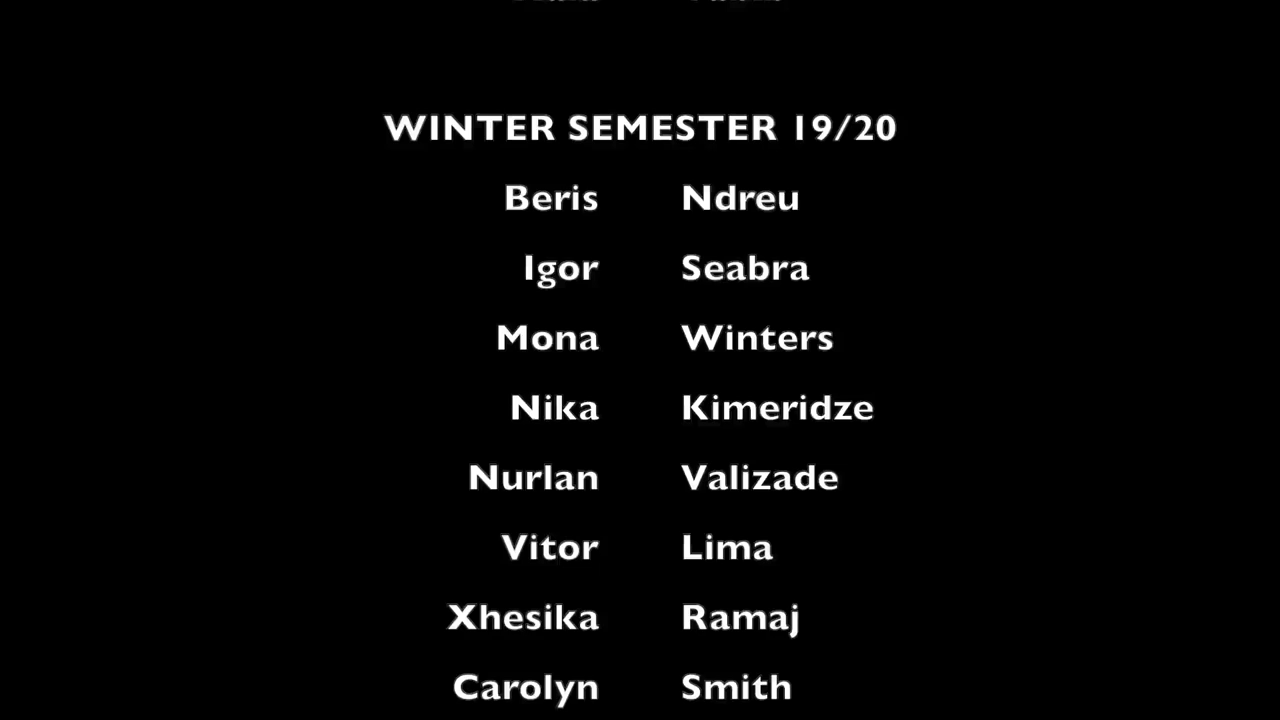 WINTER SEMESTER 19/20
Beris Ndreu
Igor Seabra
Mona Winters
Nika Kimeridze
Nurlan Valizade
Vitor Lima
Xhesika Ramaj
Carolyn Smith